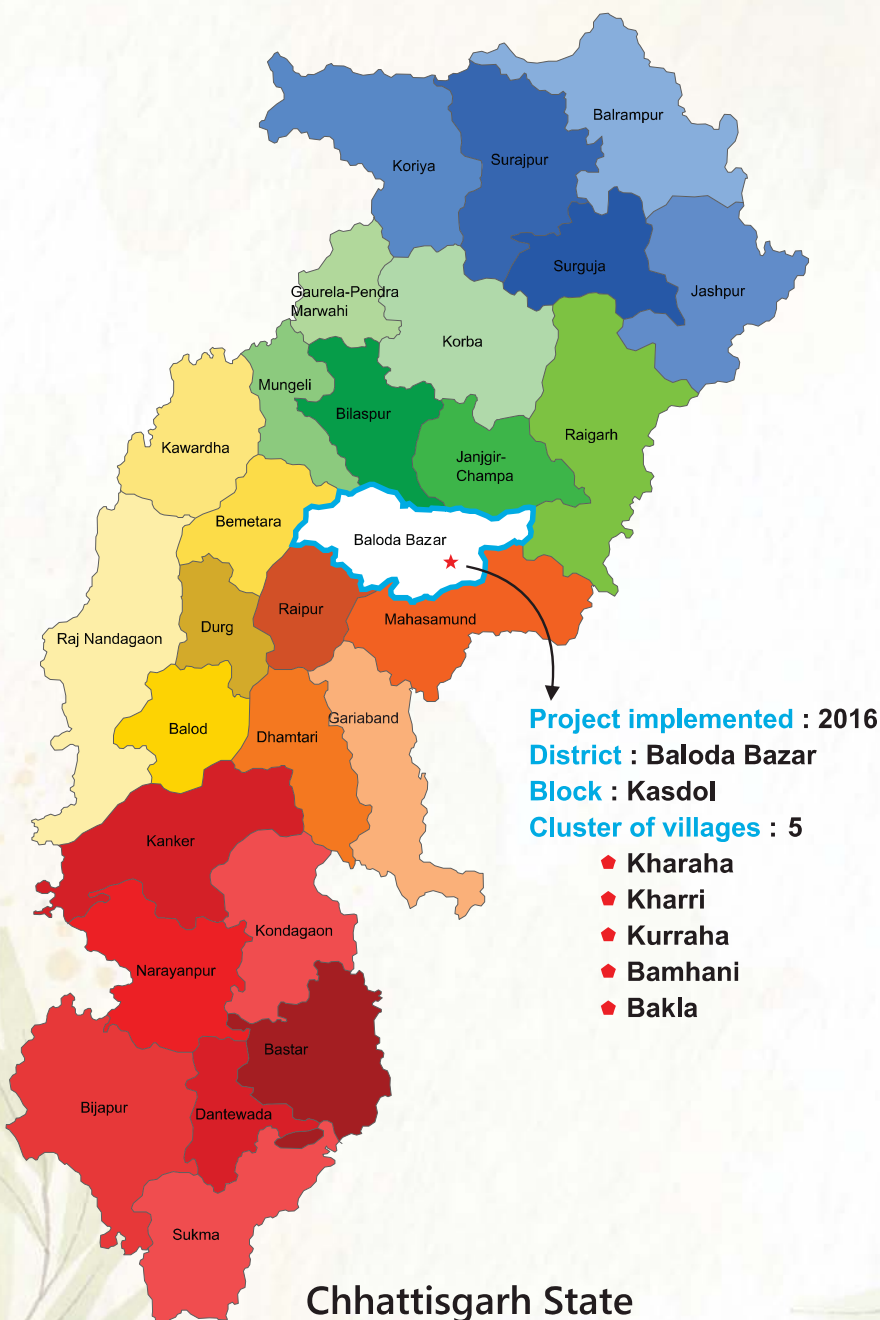 Balrampur
Koriya
Surajpur
Surguja
Jashpur
Gaurela-Pendra
Marwahi
Korba
Mungeli
Bilaspur
Kawardha
Raigarh
Janjgir-
Champa
Bemetara
Baloda Bazar
Raipur
Mahasamund
Durg
Raj Nandagaon
Gariaband
Balod
Dhamtari
Project implemented : 2016
District : Baloda Bazar
Block : Kasdol
Cluster of villages : 5
Kharaha
Kharri
Kurraha
Bamhani
Bakla
Kanker
Kondagaon
Narayanpur
Bastar
Bijapur
Dantewada
Sukma
Chhattisgarh State